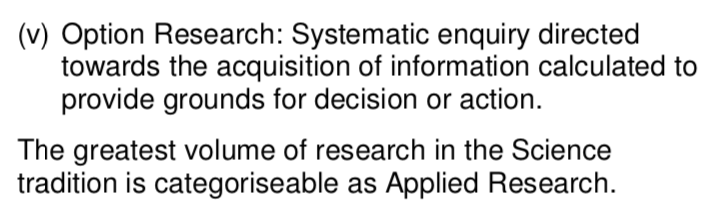 (v) Option Research: Systematic enquiry directed
towards the acquisition of information calculated to
provide grounds for decision or action.
The greatest volume of research in the Science
tradition is categoriseable as Applied Research.